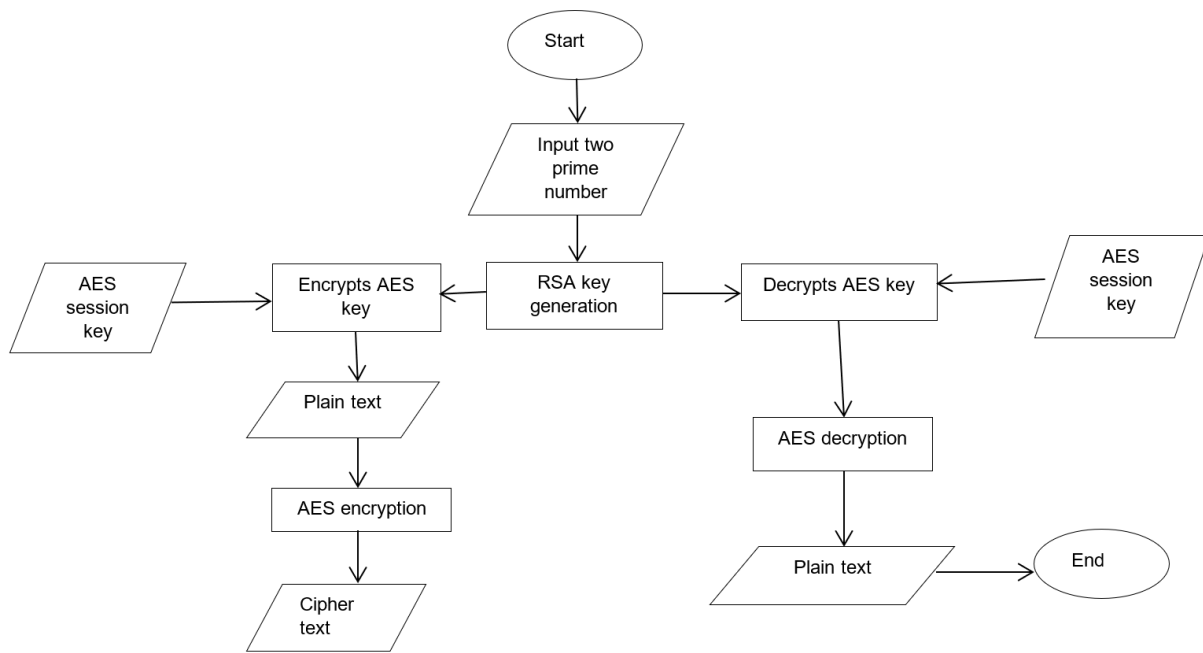 Start
Input two
prime
number
AES
session
key
Encrypts AES
key
RSA key
generation
Decrypts AES key
AES
session
key
Plain text
AES decryption
AES encryption
Plain text
End
Cipher
text